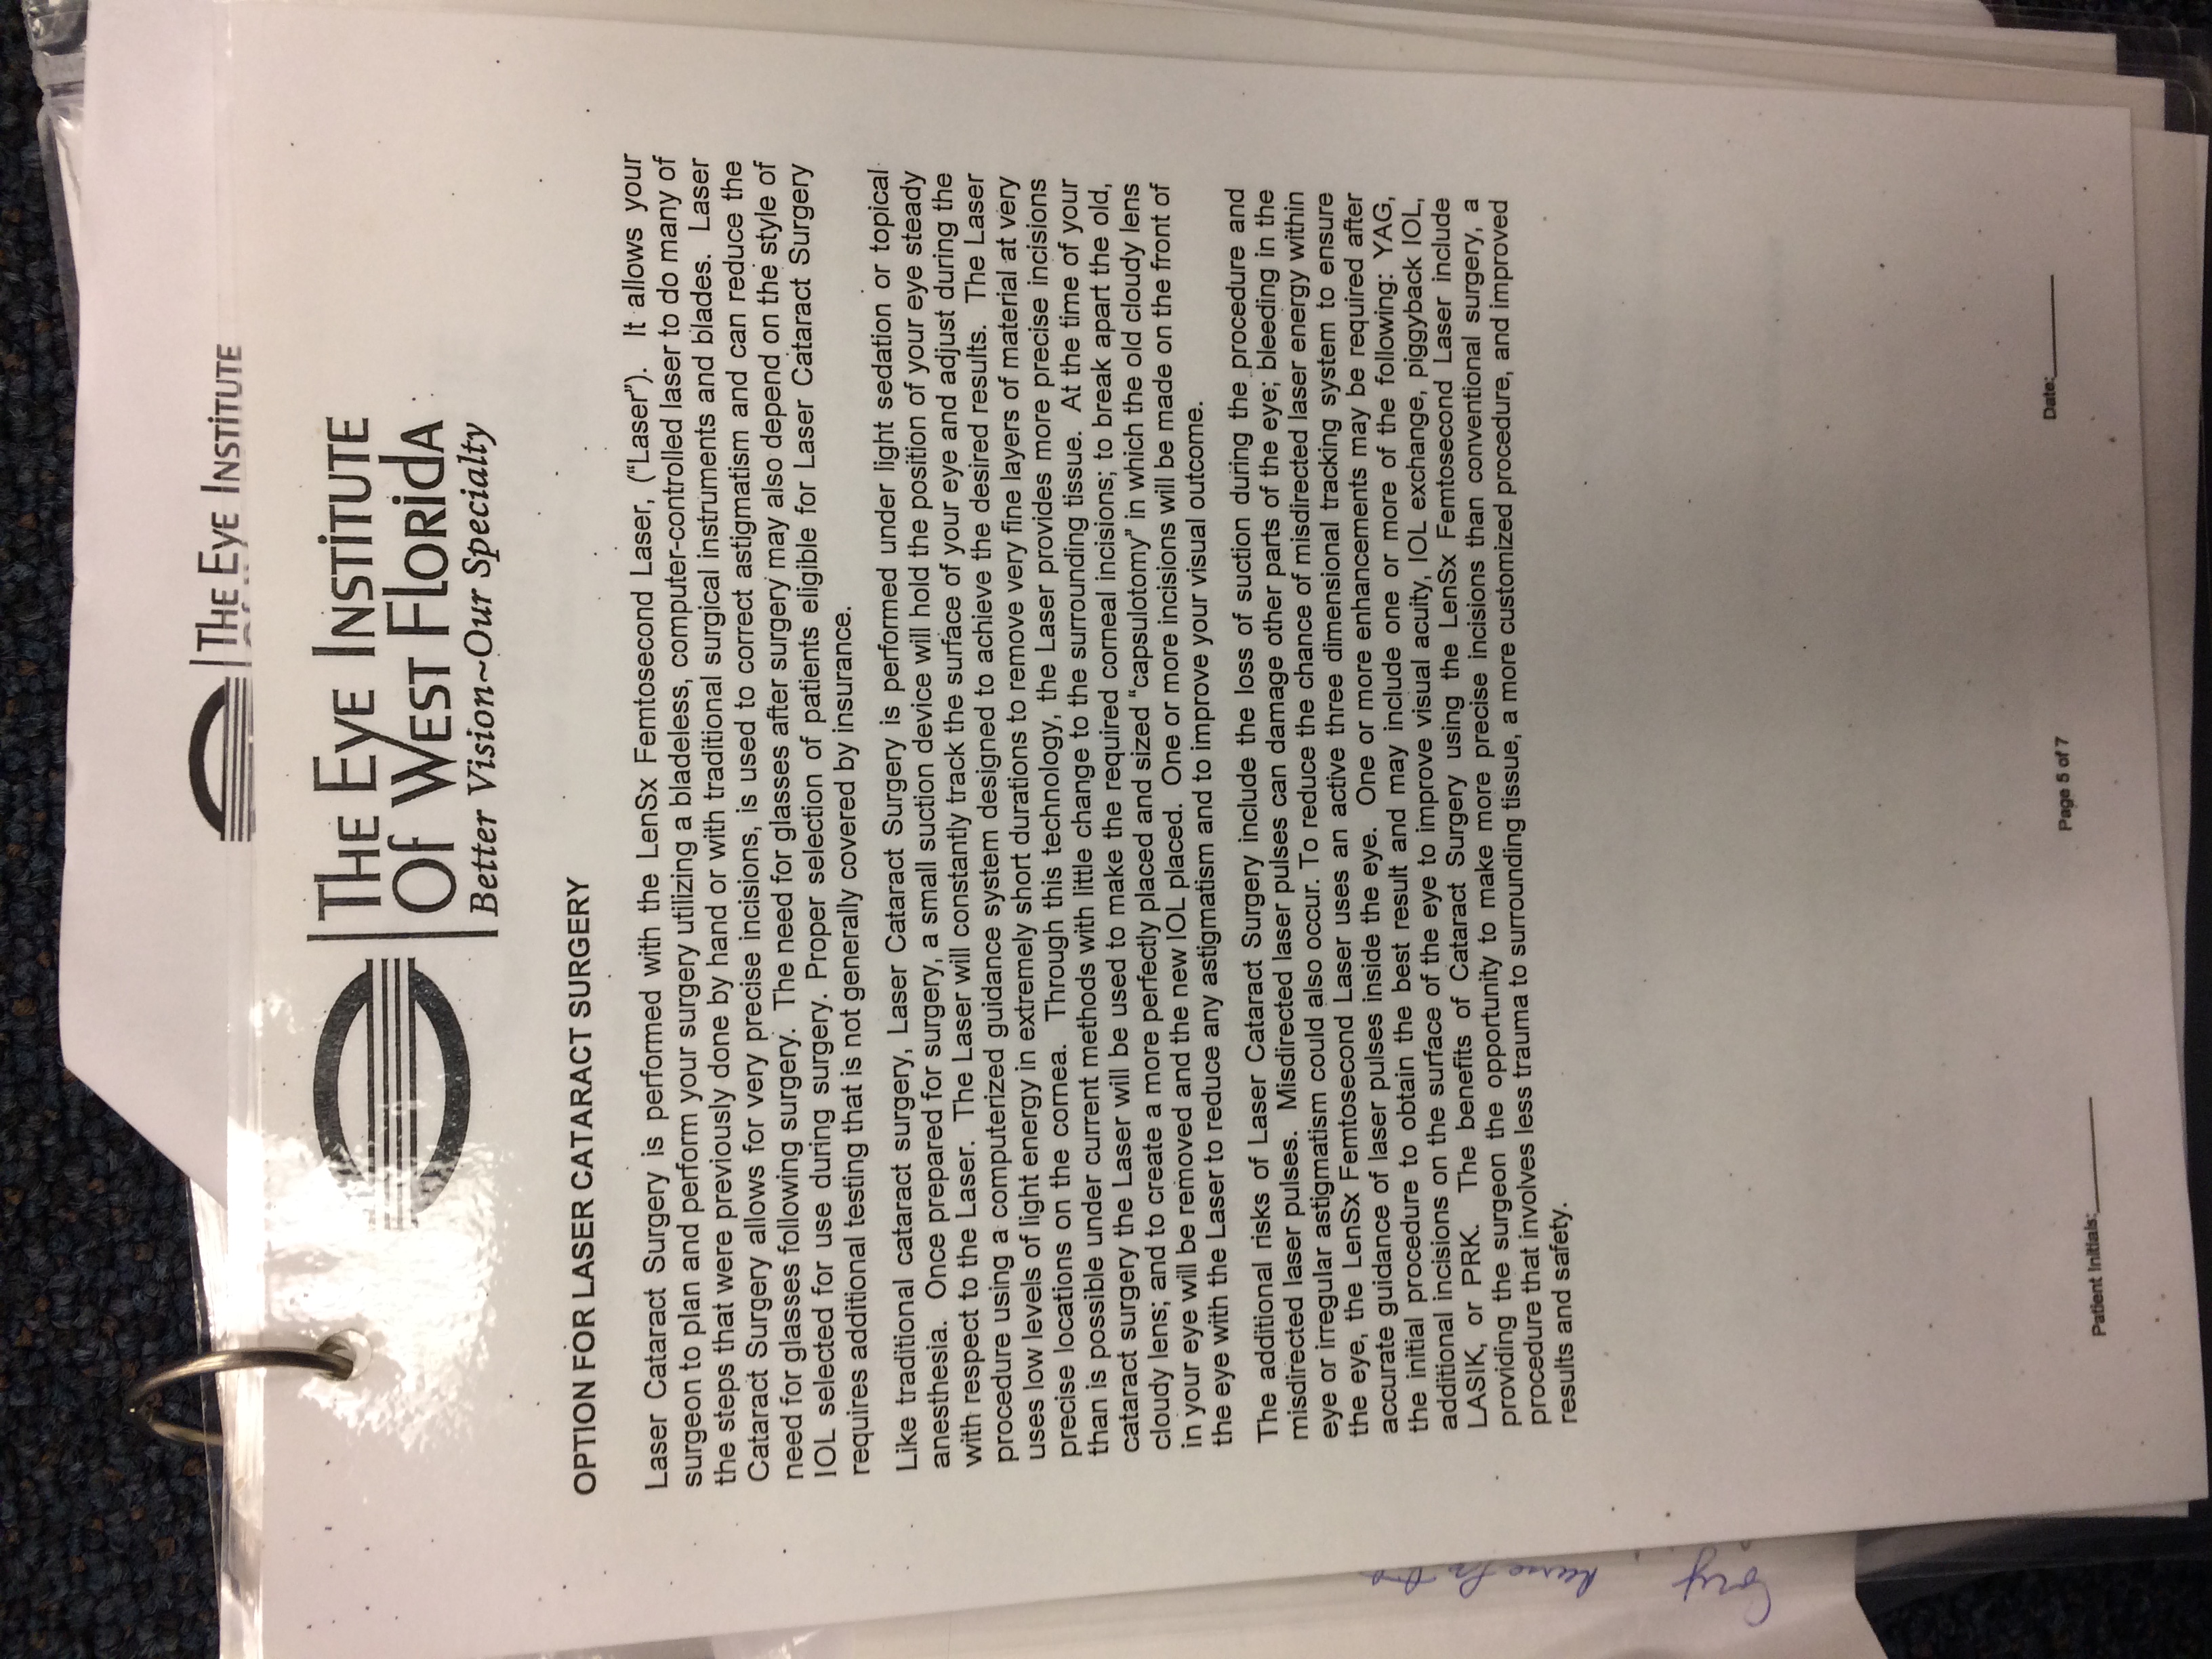 THE EYE INSTITUTE
THE EYE INSTITUTE
OF WEST FLORIDA
Better Vision~Our Specialty
OPTION FOR LASER CATARACT SURGERY
Laser Cataract Surgery is performed with the LenSx Femtosecond Laser, (“Laser”). It allows your
surgeon to plan and perform your surgery utilizing a bladeless, computer-controlled laser to do many of
the steps that were previously done by hand or with traditional surgical instruments and blades. Laser
Cataract Surgery allows for very precise incisions, is used to correct astigmatism and can reduce the
need for glasses following surgery. The need for glasses after surgery may also depend on the style of
IOL selected for use during surgery. Proper selection of patients eligible for Laser Cataract Surgery
requires additional testing that is not generally covered by insurance.
Like traditional cataract surgery, Laser Cataract Surgery is performed under light sedation or topical
anesthesia. Once prepared for surgery, a small suction device will hold the position of your eye steady
with respect to the Laser. The Laser will constantly track the surface of your eye and adjust during the
procedure using a computerized guidance system designed to achieve the desired results. The Laser
uses low levels of light energy in extremely short durations to remove very fine layers of material at very
precise locations on the cornea. Through this technology, the Laser provides more precise incisions
than is possible under current methods with little change to the surrounding tissue. At the time of your
cataract surgery the Laser will be used to make the required corneal incisions; to break apart the old,
cloudy lens; and to create a more perfectly placed and sized “capsulotomy” in which the old cloudy lens
in your eye will be removed and the new IOL placed. One or more incisions will be made on the front of
the eye with the Laser to reduce any astigmatism and to improve your visual outcome.
The additional risks of Laser Cataract Surgery include the loss of suction during the procedure and
misdirected laser pulses. Misdirected laser pulses can damage other parts of the eye; bleeding in the
eye or irregular astigmatism could also occur. To reduce the chance of misdirected laser energy within
the eye, the LenSx Femtosecond Laser uses an active three dimensional tracking system to ensure
accurate guidance of laser pulses inside the eye. One or more enhancements may be required after
the initial procedure to obtain the best result and may include one or more of the following: YAG,
additional incisions on the surface of the eye to improve visual acuity, IOL exchange, piggyback IOL,
LASIK, or PRK. The benefits of Cataract Surgery using the LenSx Femtosecond Laser include
providing the surgeon the opportunity to make more precise incisions than conventional surgery, a
procedure that involves less trauma to surrounding tissue, a more customized procedure, and improved
results and safety.
Patient Initials:
Page 5 of 7
Date: